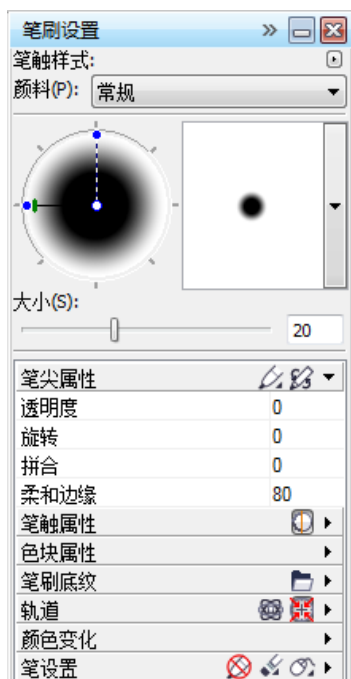 笔刷设置
笔触样式:
颜料(P): 常规
大小(S):
20
笔尖属性
透明度 0
旋转 0
拼合 0
柔和边缘 80
笔触属性
色块属性
笔刷底纹
轨道
颜色变化
笔设置